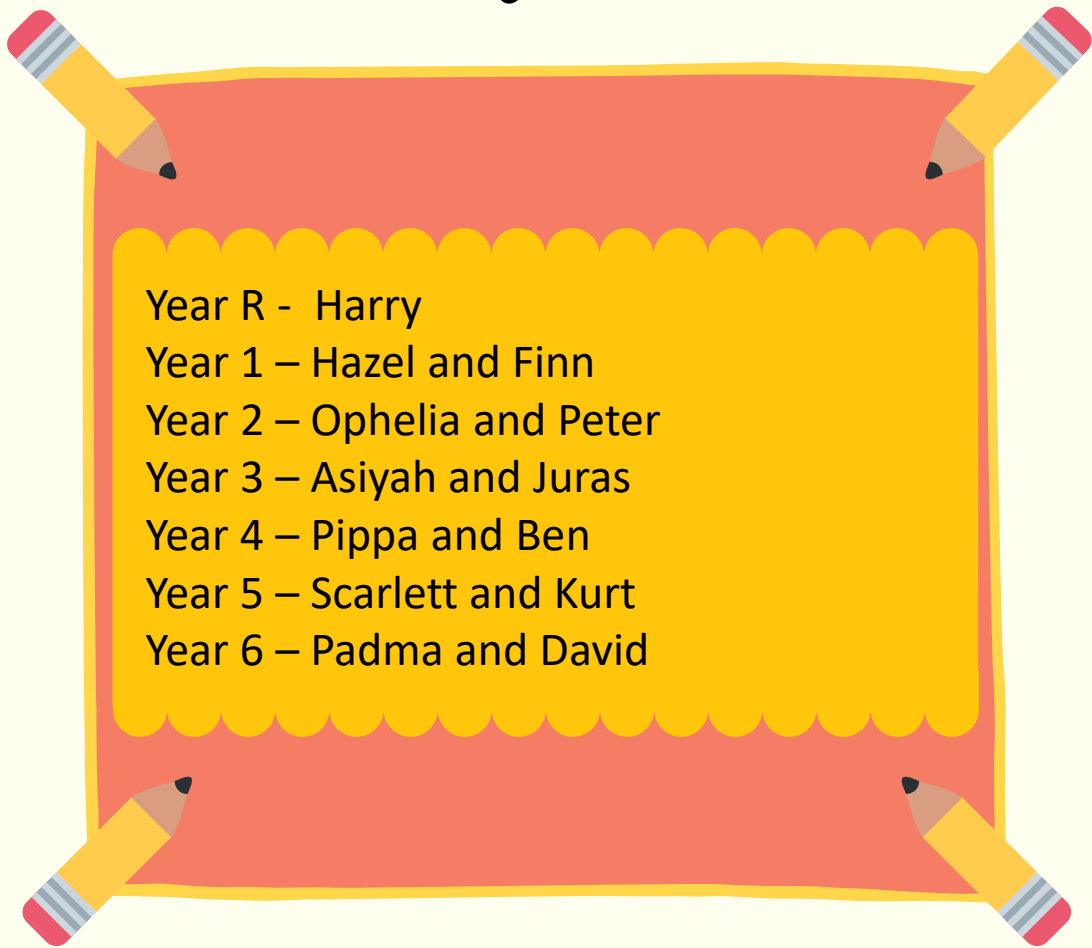 Year R -  Harry
Year 1 – Hazel and Finn
Year 2 – Ophelia and Peter
Year 3 – Asiyah and Juras
Year 4 – Pippa and Ben
Year 5 – Scarlett and Kurt
Year 6 – Padma and David